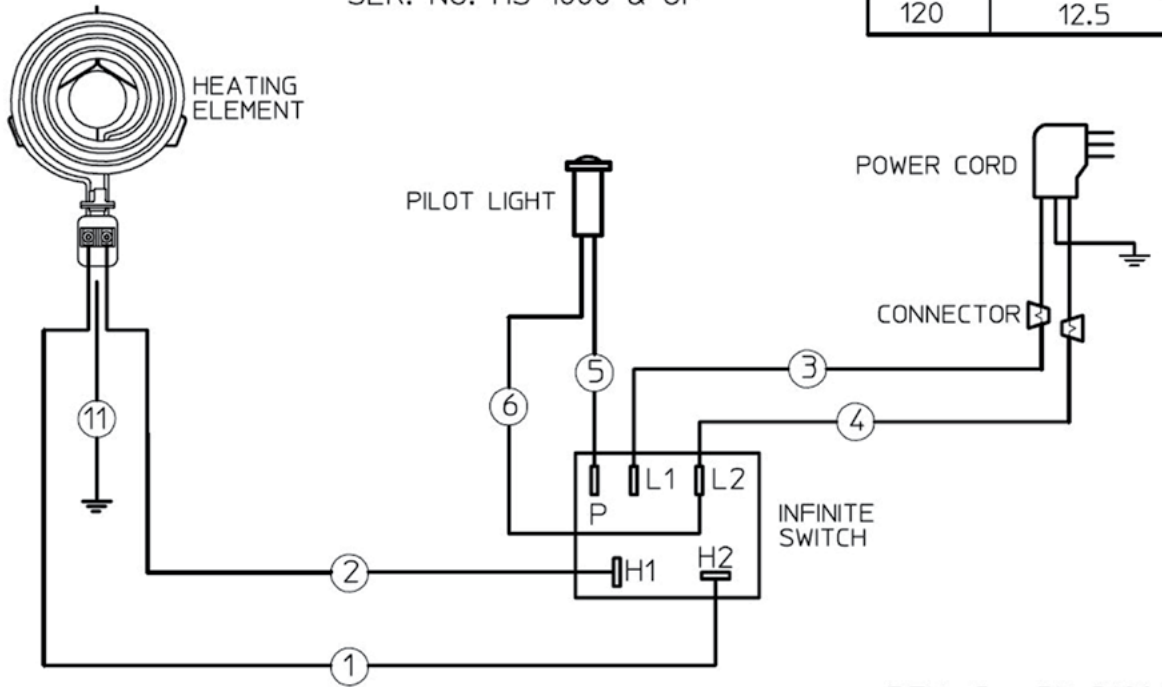 120 12.5
HEATING
ELEMENT
PILOT LIGHT
POWER CORD
CONNECTOR
3
5
6
4
11
L1
L2
P
INFINITE
SWITCH
H1
H2
2
1